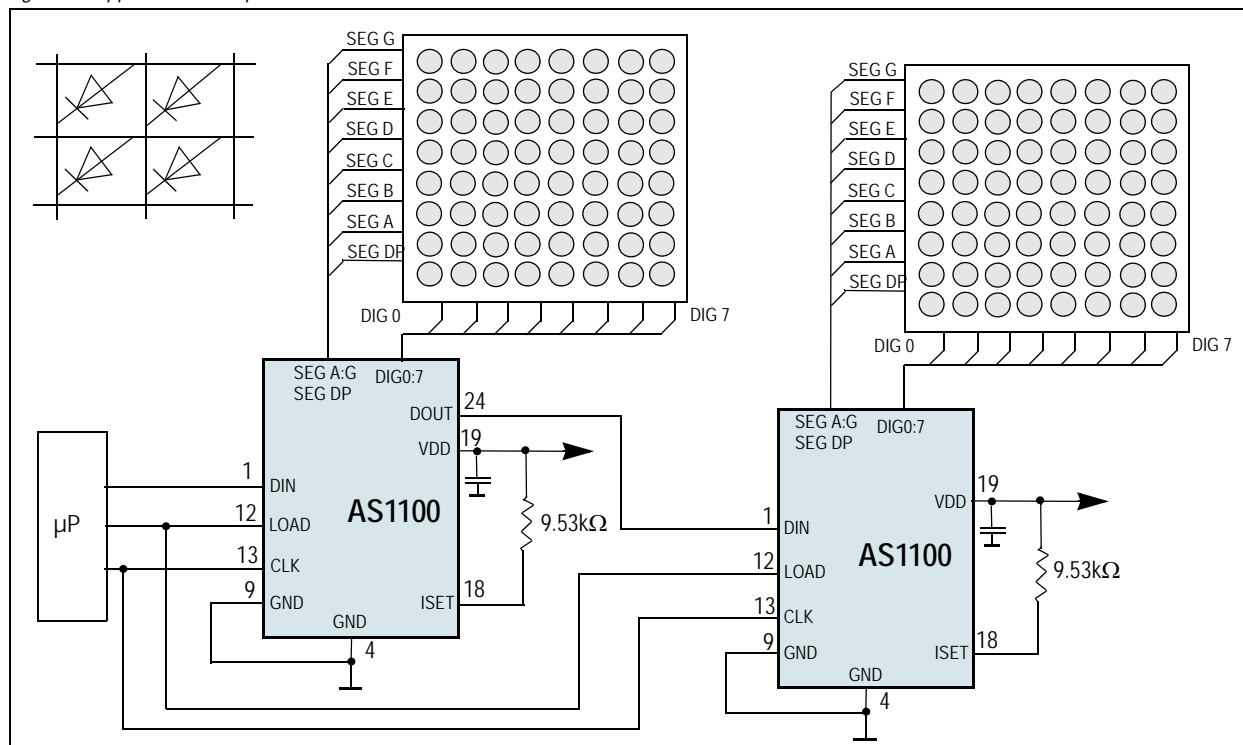 SEG G
SEG F
SEG E
SEG D
SEG C
SEG B
SEG A
SEG DP
DIG 0
DIG 7
SEG G
SEG F
SEG E
SEG D
SEG C
SEG B
SEG A
SEG DP
DIG 0
DIG 7
µP
SEG A:G
SEG DP
DIG0:7
DOUT
24
VDD
19
1
DIN
12
LOAD
13
CLK
9
GND
AS1100
ISET
18
GND
4
9.53kΩ
SEG A:G
SEG DP
DIG0:7
VDD
19
1
DIN
12
LOAD
13
CLK
9
GND
AS1100
ISET
18
GND
4
9.53kΩ